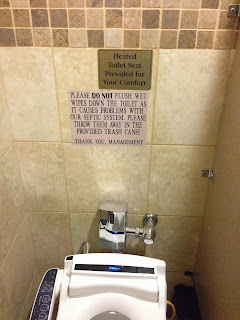 Heated
Toilet Seat
Provided for
Your Comfort
PLEASE DO NOT FLUSH WET
WIPES DOWN THE TOILET AS
IT CAUSES PROBLEMS WITH
OUR SEPTIC SYSTEM. PLEASE
THROW THEM AWAY IN THE
PROVIDED TRASH CANS!
THANK YOU, MANAGEMENT